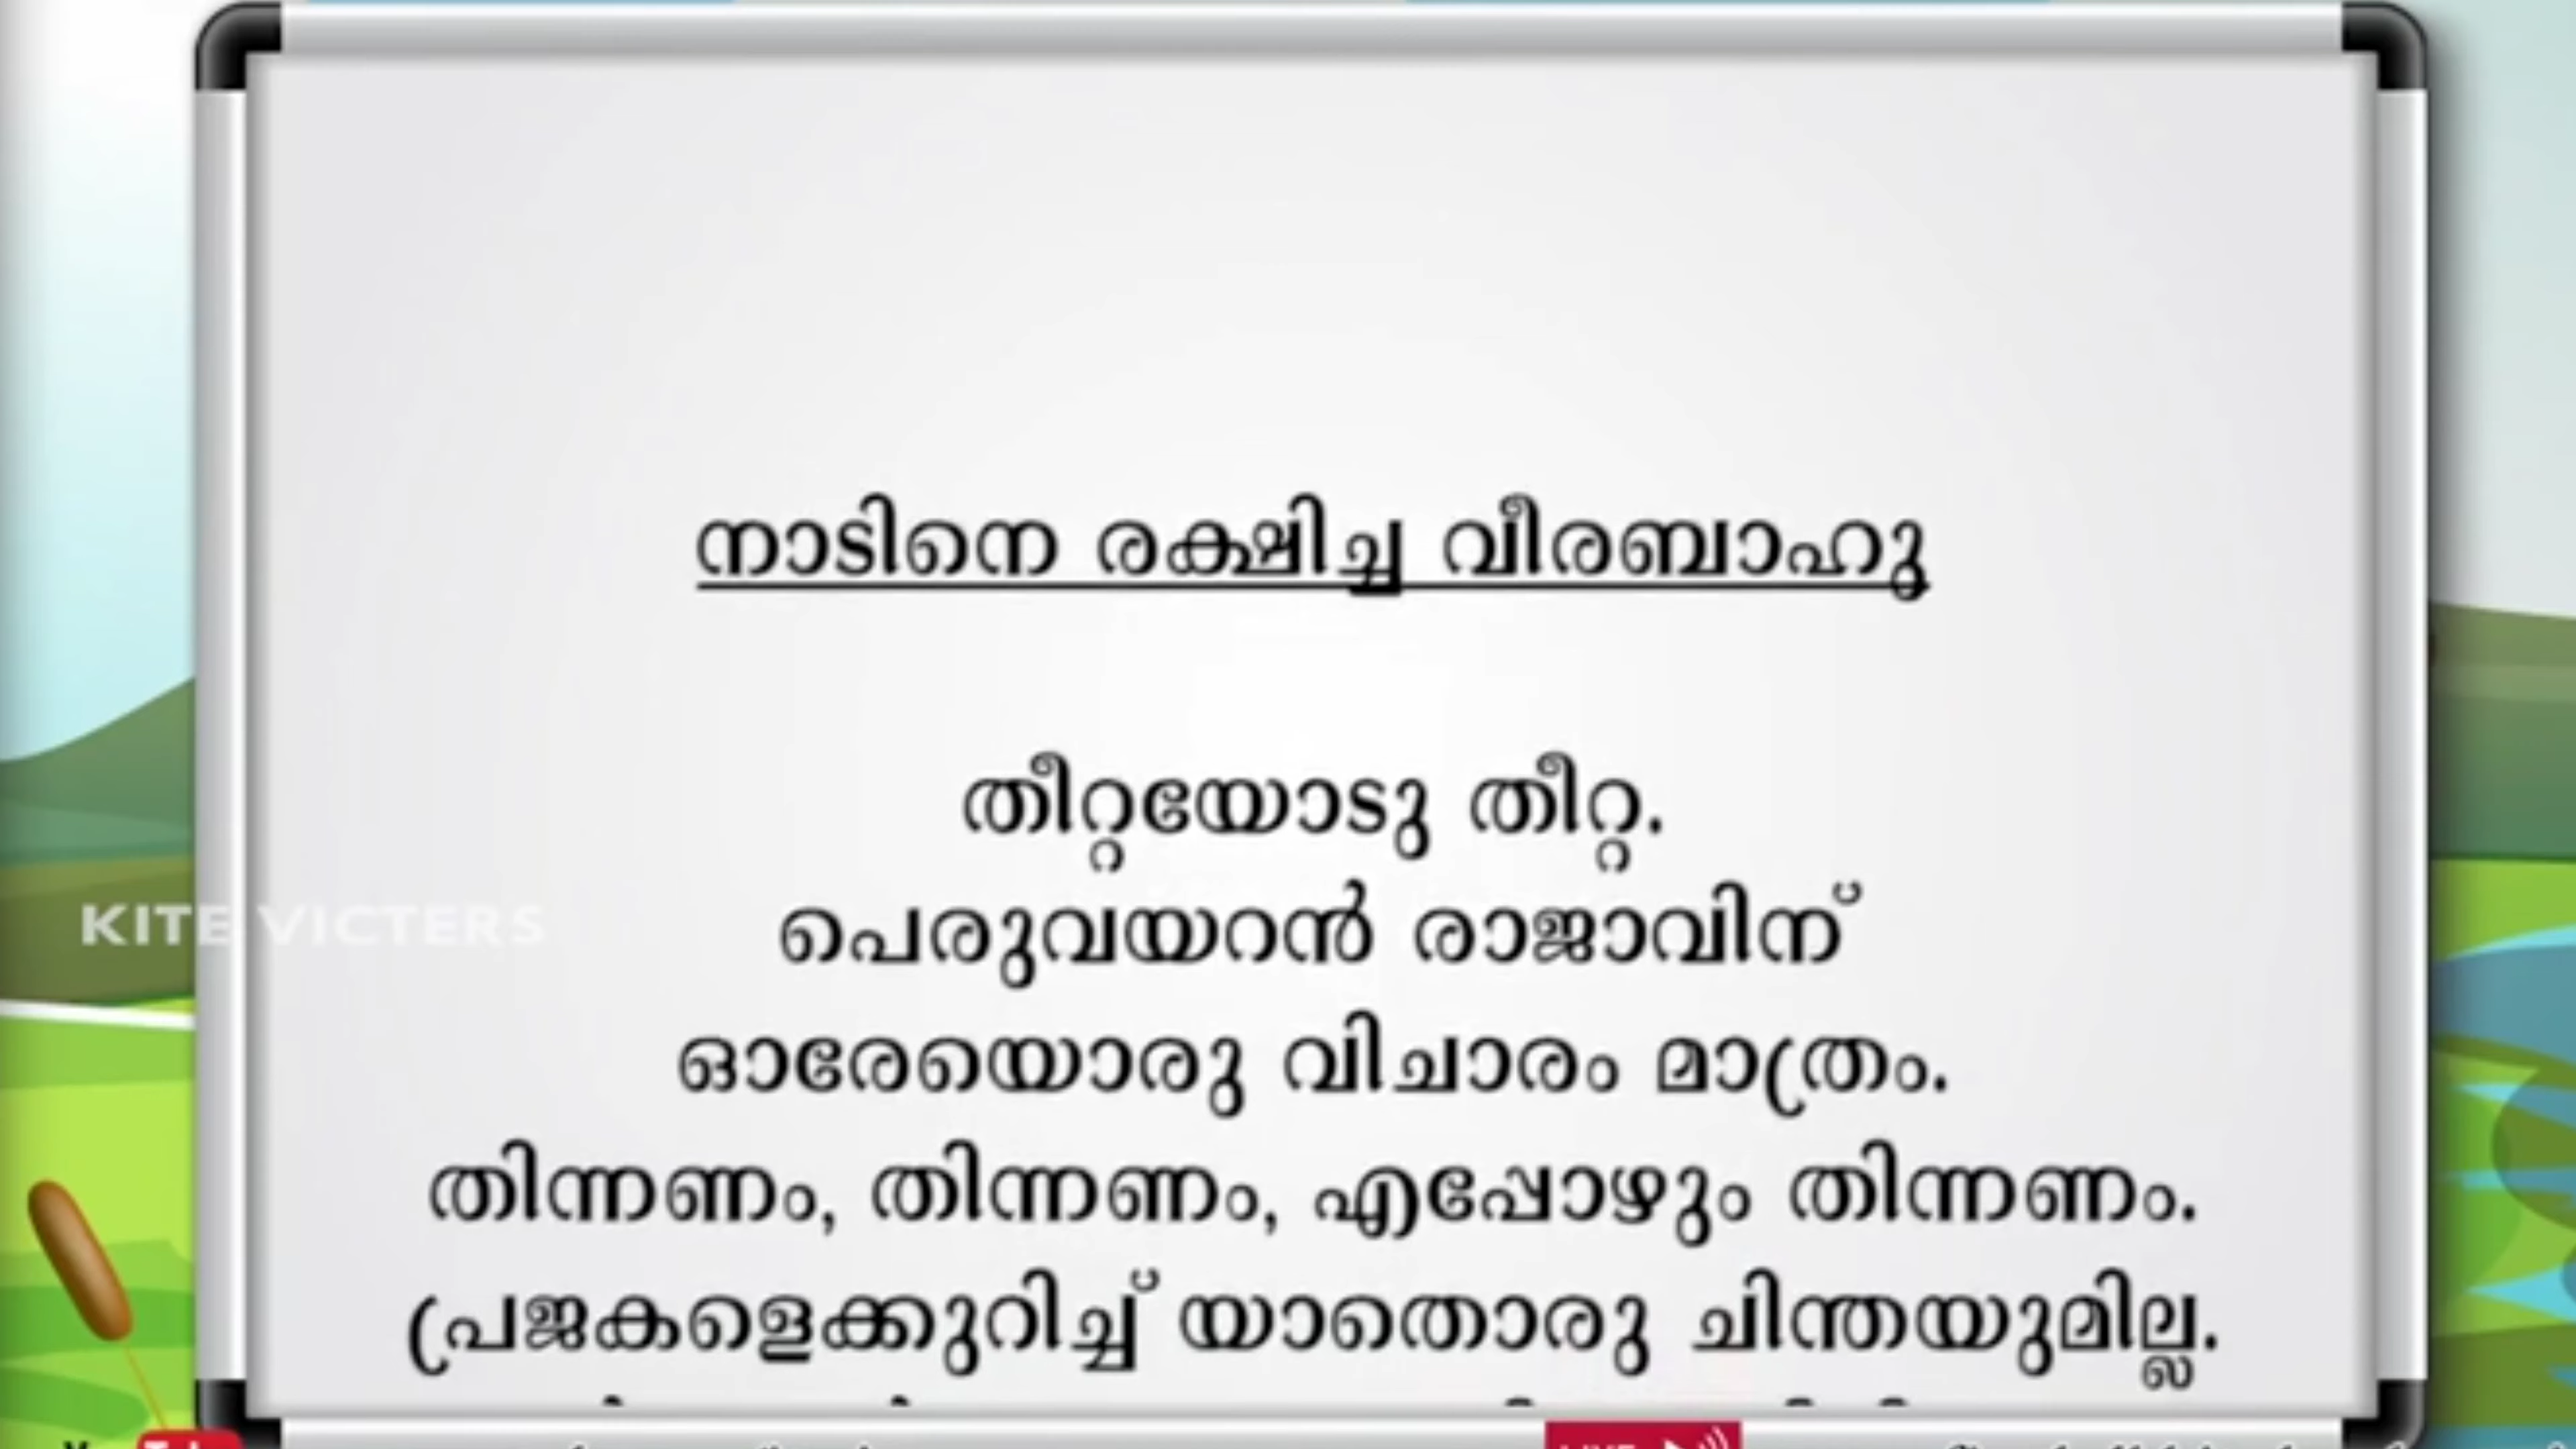 നാടിനെ രക്ഷിച്ച വീരബാഹു
തീറ്റയോടു തീറ്റ.
പെരുവയറൻ രാജാവിന്
KITE VICTERS
ഓരേയൊരു വിചാരം മാത്രം.
തിന്നണം, തിന്നണം, എപ്പോഴും തിന്നണം.
പ്രജകളെക്കുറിച്ച് യാതൊരു ചിന്തയുമില്ല.